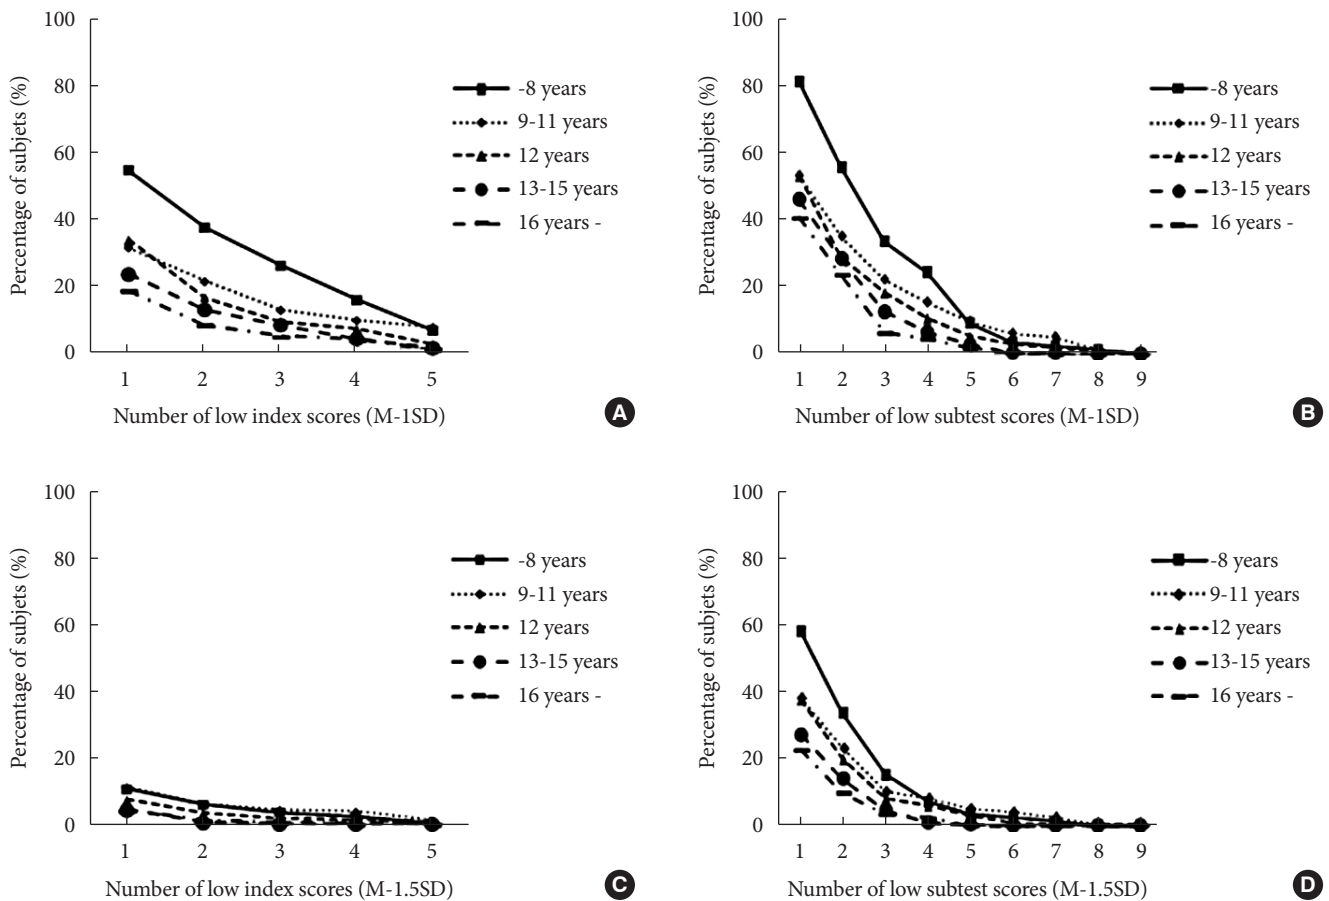 100
80
60
40
20
0
Percentage of subjets (%)
1 2 3 4 5
Number of low index scores (M-1SD)
-8 years
9-11 years
12 years
13-15 years
16 years -
A
100
80
60
40
20
0
Percentage of subjets (%)
1 2 3 4 5 6 7 8 9
Number of low subtest scores (M-1SD)
-8 years
9-11 years
12 years
13-15 years
16 years -
B
100
80
60
40
20
0
Percentage of subjets (%)
1 2 3 4 5
Number of low index scores (M-1.5SD)
-8 years
9-11 years
12 years
13-15 years
16 years -
C
100
80
60
40
20
0
Percentage of subjets (%)
1 2 3 4 5 6 7 8 9
Number of low subtest scores (M-1.5SD)
-8 years
9-11 years
12 years
13-15 years
16 years -
D